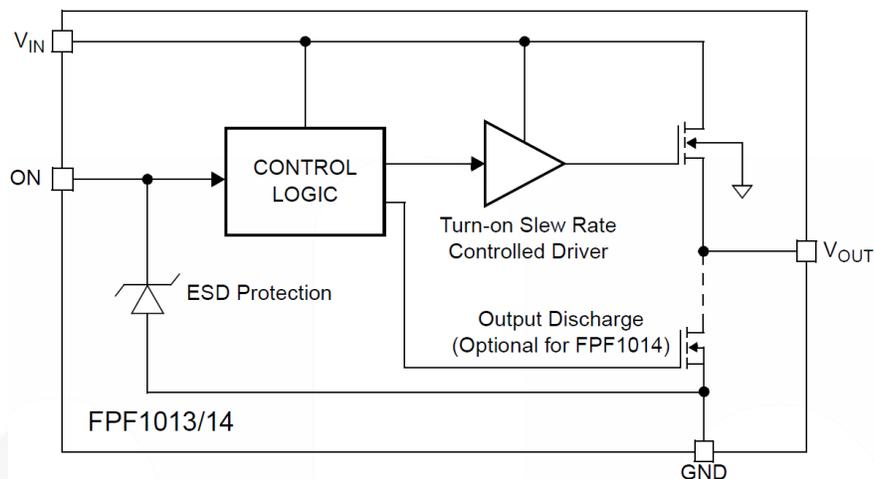 VIN
ON
CONTROL
LOGIC
Turn-on Slew Rate
Controlled Driver
VOUT
ESD Protection
Output Discharge
(Optional for FPF1014)
FPF1013/14
GND